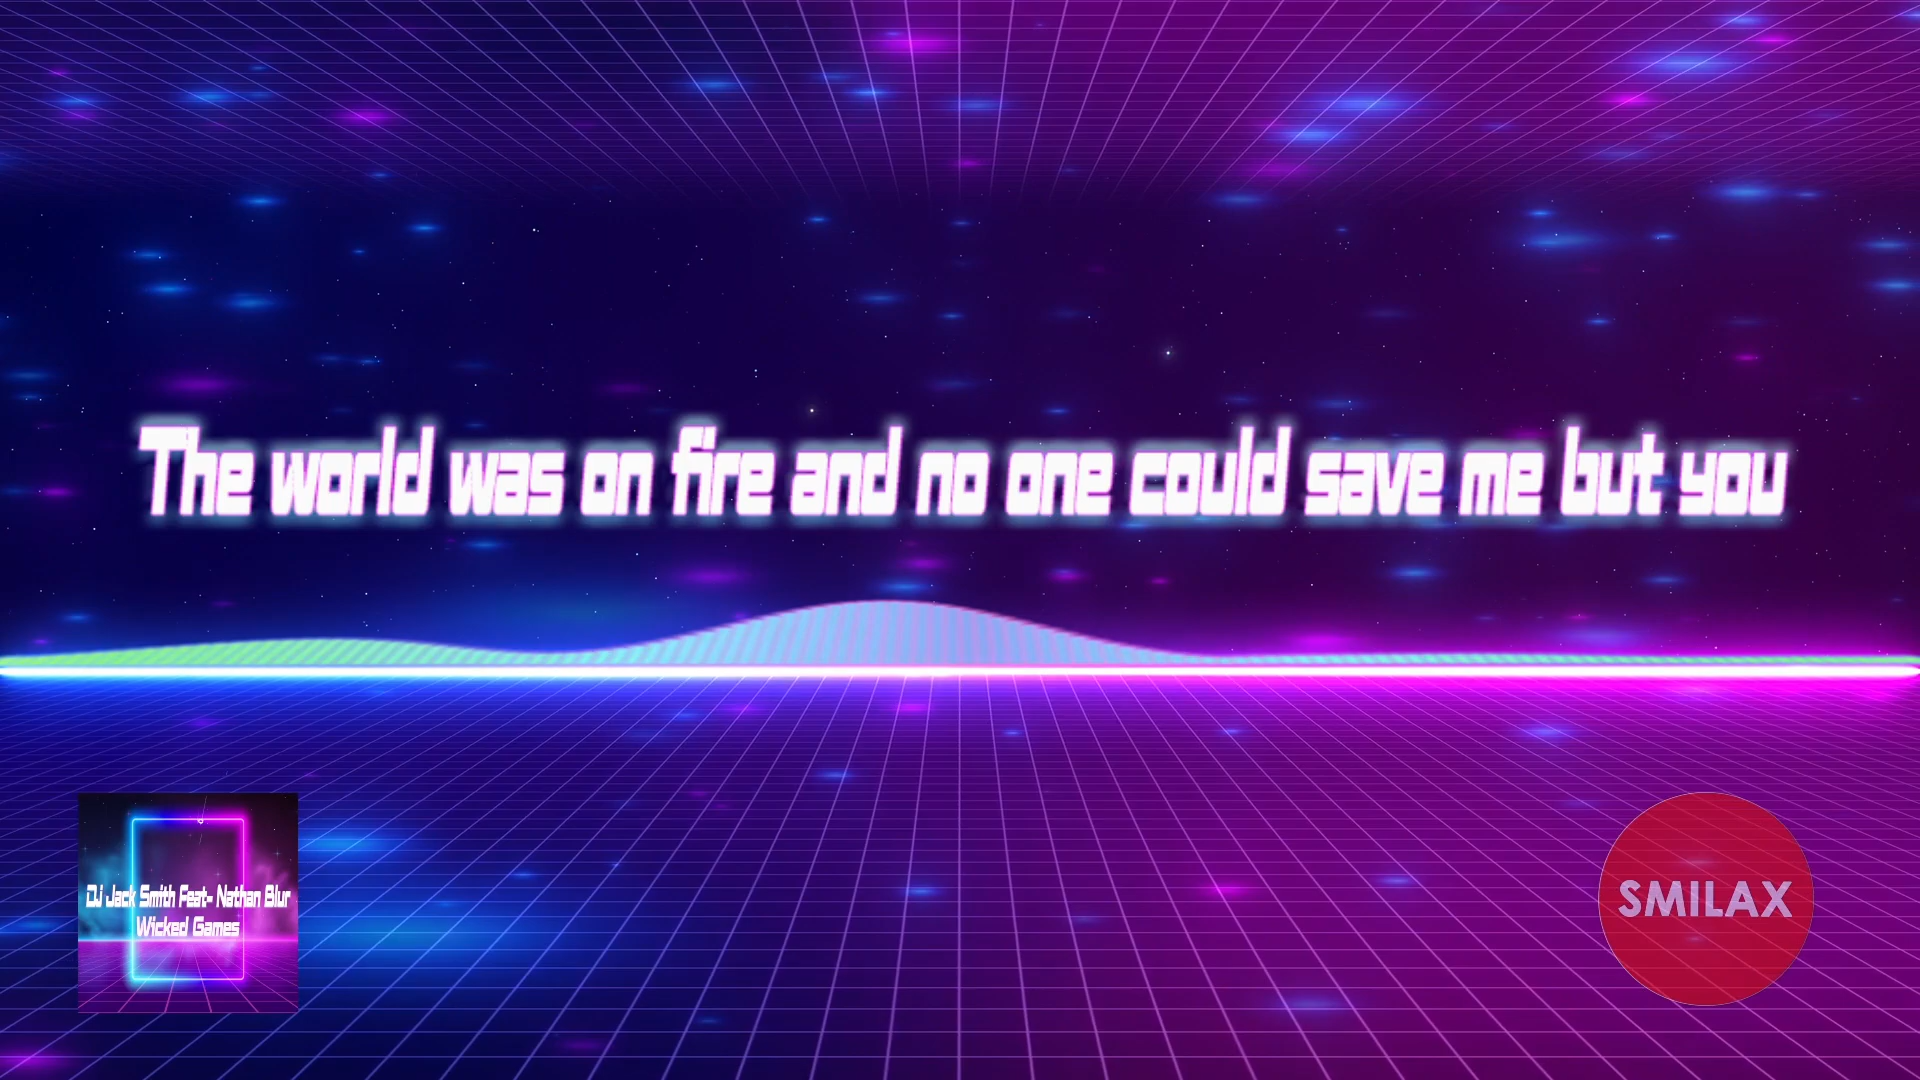 The world was on fire and no one could save me but you
DJ Jack Smith Feat- Nathan Blur
Wicked Games
SMILAX